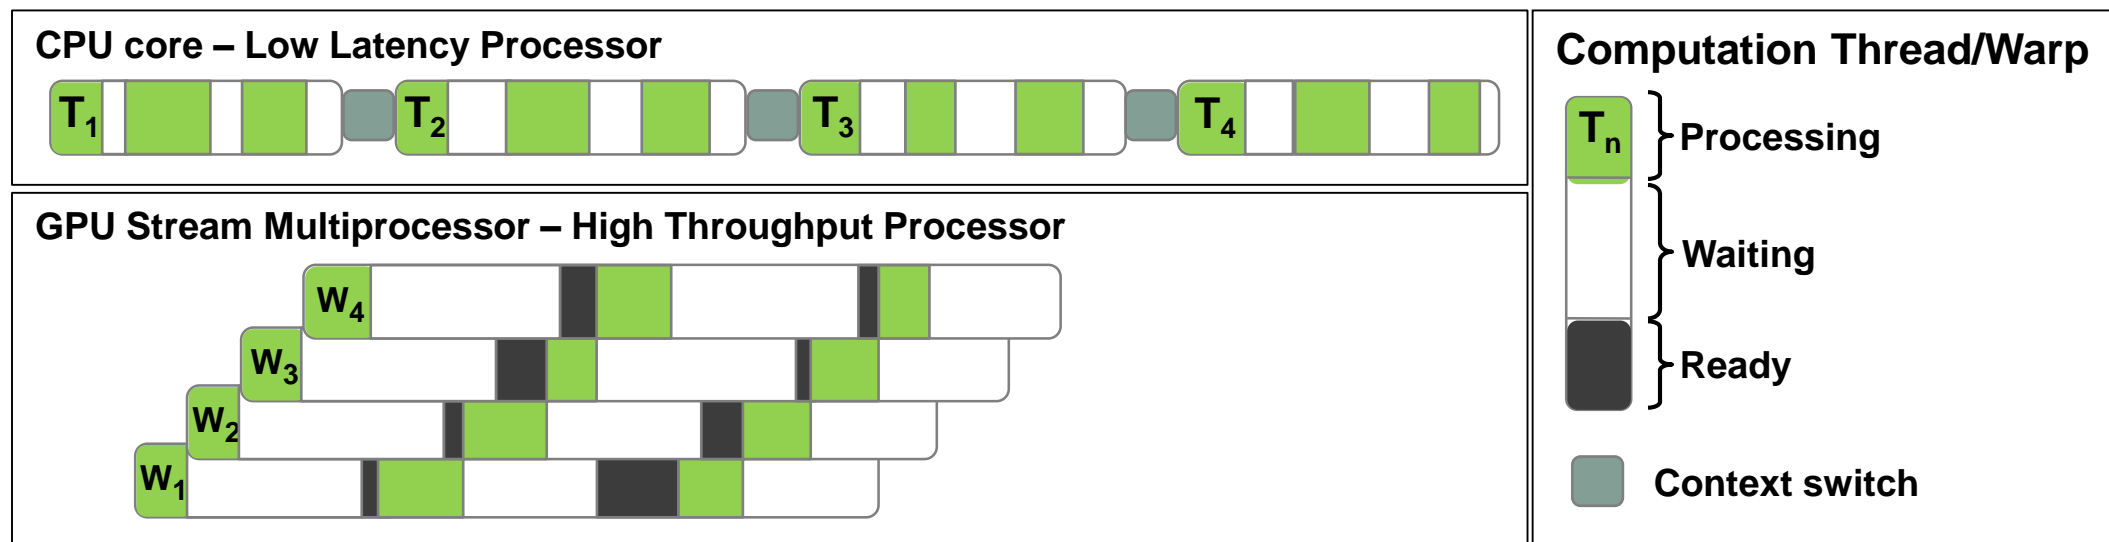 CPU core – Low Latency Processor
T1 T2 T3 T4
GPU Stream Multiprocessor – High Throughput Processor
W4
W3
W2
W1
Computation Thread/Warp
Tn
Processing
Waiting
Ready
Context switch